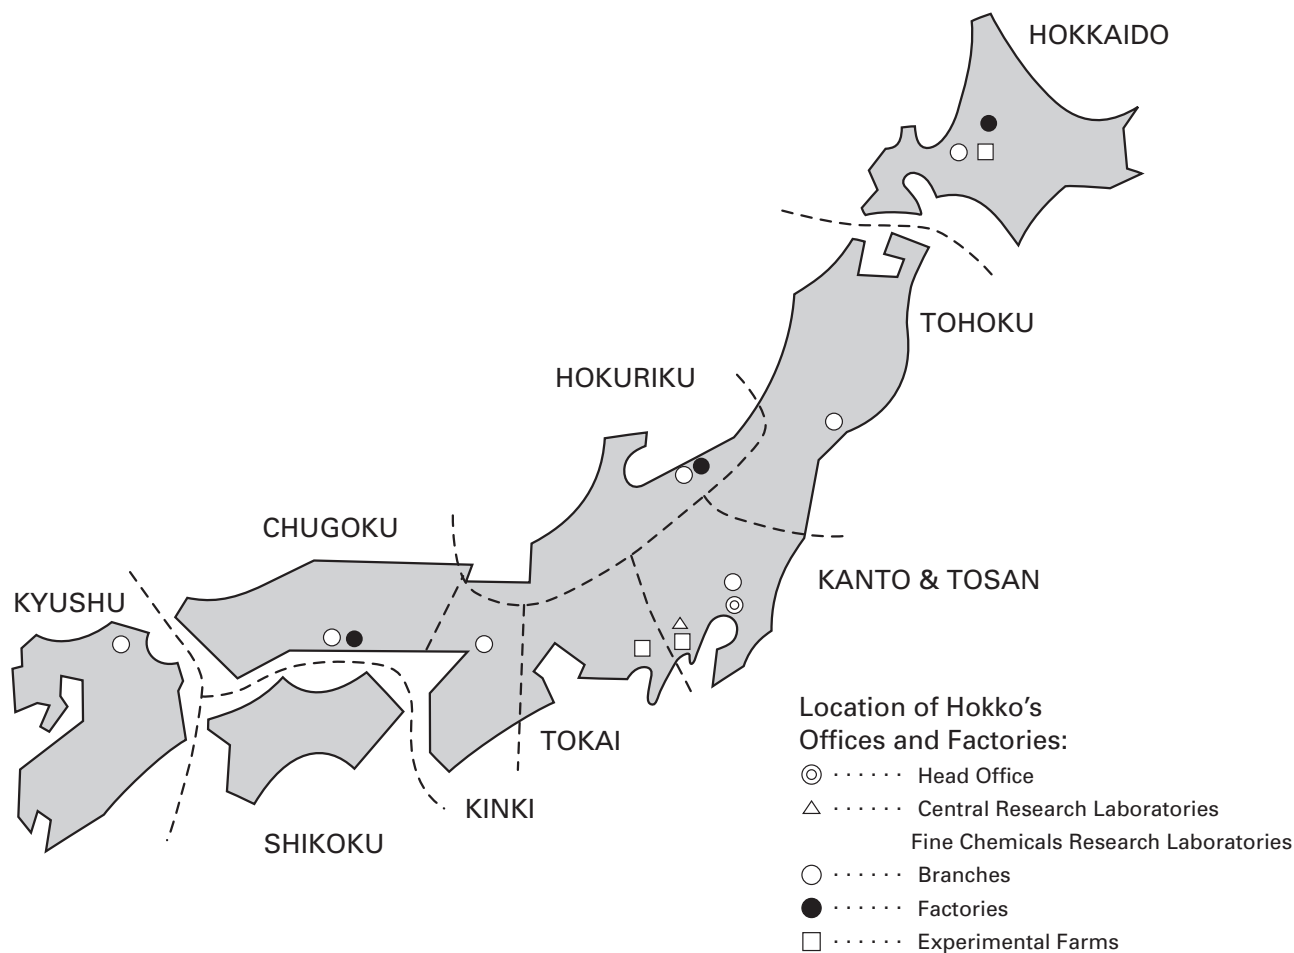 HOKKAIDO
TOHOKU
HOKURIKU
CHUGOKU
KANTO & TOSAN
KYUSHU
TOKAI
KINKI
SHIKOKU
Location of Hokko’s
Offices and Factories:
◎ · · · · · · Head Office
△ · · · · · · Central Research Laboratories
Fine Chemicals Research Laboratories
○ · · · · · · Branches
● · · · · · · Factories
□ · · · · · · Experimental Farms